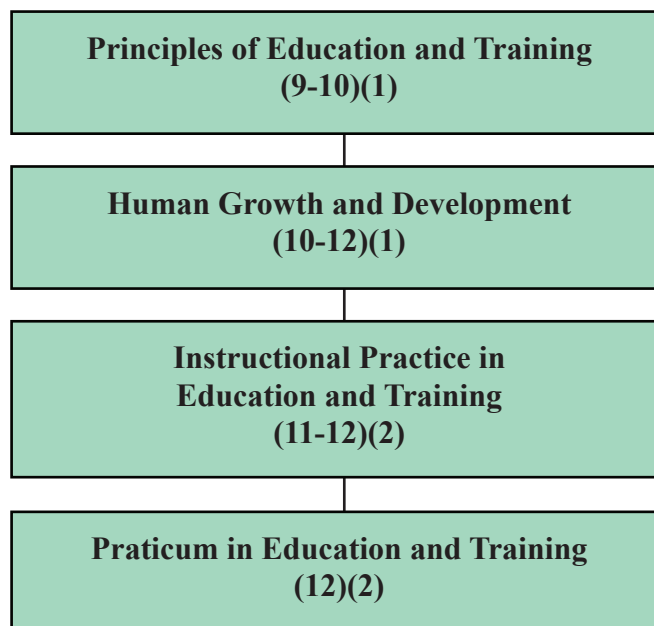 Principles of Education and Training
(9-10)(1)
Human Growth and Development
(10-12)(1)
Instructional Practice in
Education and Training
(11-12)(2)
Praticum in Education and Training
(12)(2)